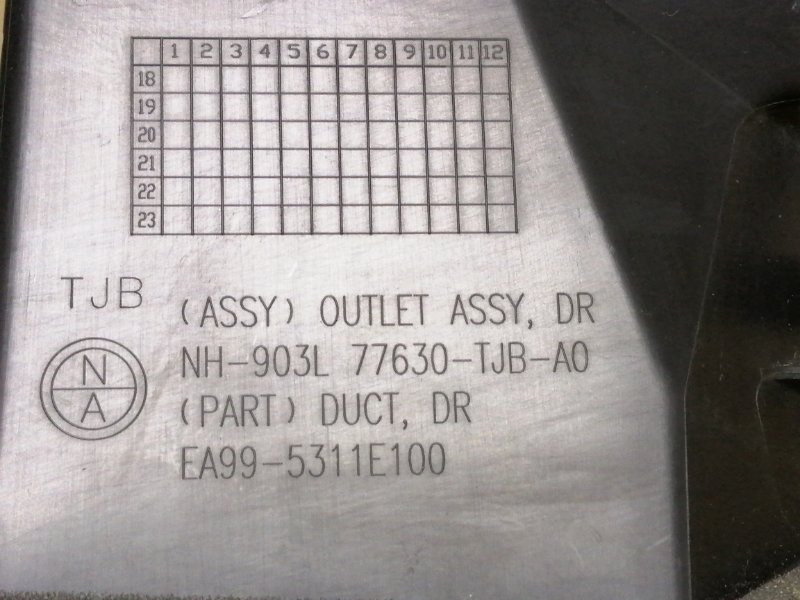 1 2 3 4 5 6 7 8 9 10 11 12
18
19
20
21
22
23
TJB
(ASSY) OUTLET ASSY, DR
NH-903L 77630-TJB-A0
(PART) DUCT, DR
EA99-5311E100
N
A